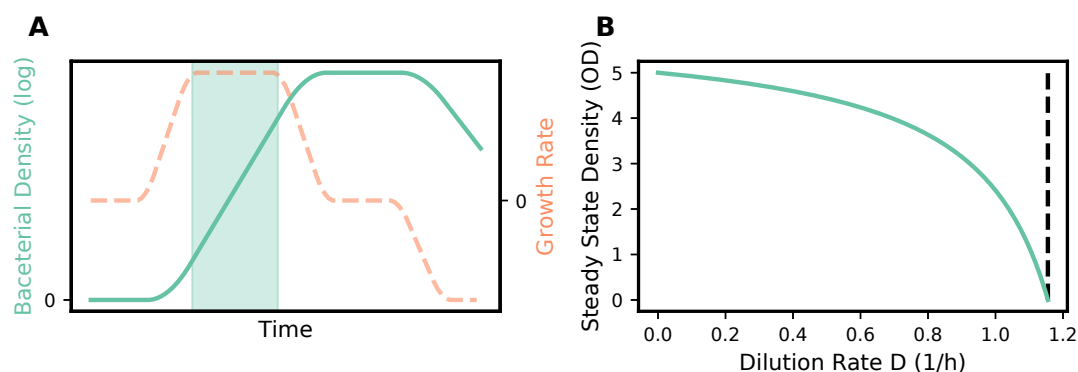 A
Baceterial Density (log)
0
Time
0
Growth Rate
B
Steady State Density (OD)
5
4
3
2
1
0
0.0 0.2 0.4 0.6 0.8 1.0 1.2
Dilution Rate D (1/h)